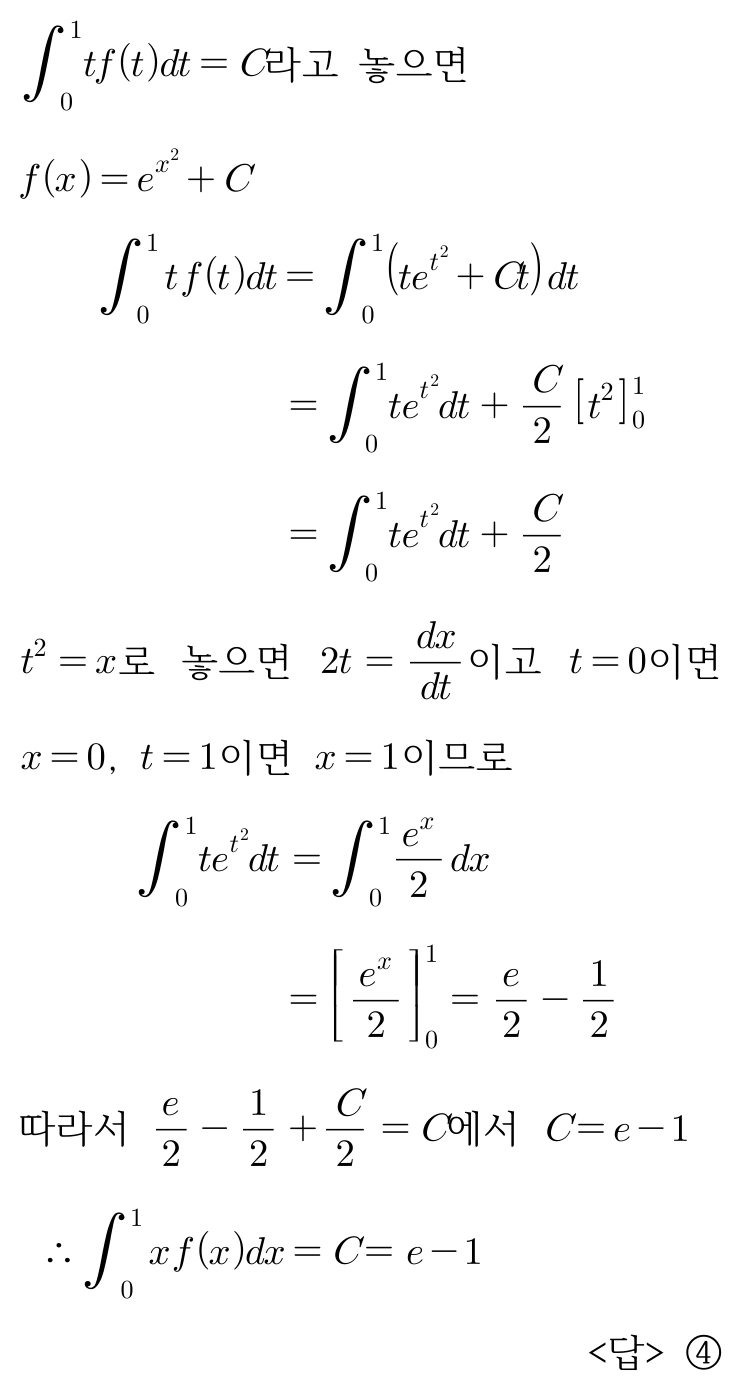 ∫₀¹ tf(t)dt = C라고 놓으면
f(x) = e^{x²} + C
∫₀¹ tf(t)dt = ∫₀¹ (te^{t²} + Ct) dt
= ∫₀¹ te^{t²} dt + C/2 [t²]₀¹
= ∫₀¹ te^{t²} dt + C/2
t² = x로 놓으면 2t = dx/dt 이고 t = 0이면
x = 0, t = 1이면 x = 1이므로
∫₀¹ te^{t²} dt = ∫₀¹ e^x/2 dx
= [e^x/2]₀¹ = e/2 − 1/2
따라서 e/2 − 1/2 + C/2 = C에서 C = e − 1
∴ ∫₀¹ xf(x)dx = C = e − 1
<답> ④